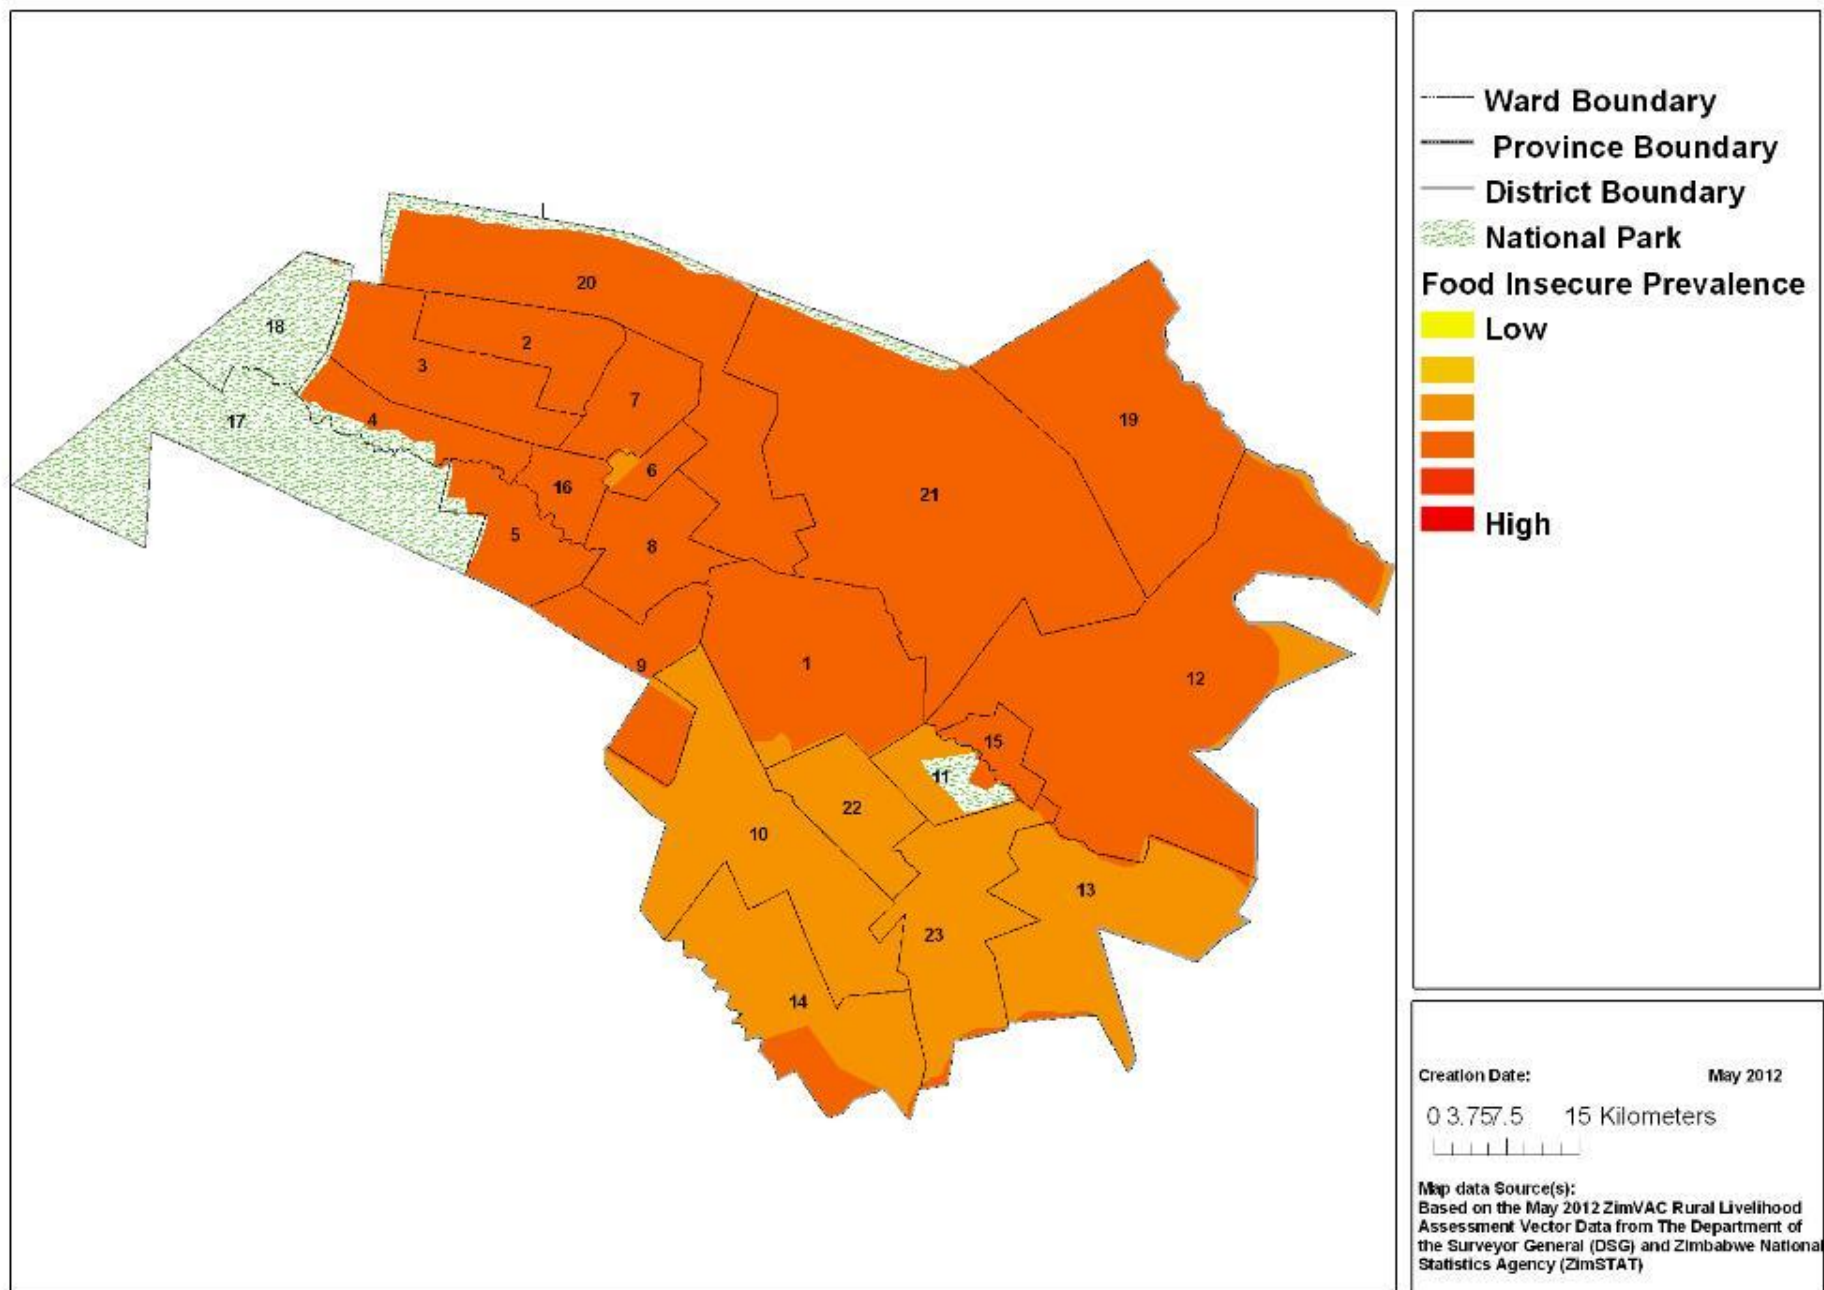 20
18
2
3
7
17
4
19
6
16
21
5
8
9
1
12
15
11
22
10
13
23
14
Ward Boundary
Province Boundary
District Boundary
National Park
Food Insecure Prevalence
Low
High
Creation Date: May 2012
0 3.75 7.5 15 Kilometers
Map data Source(s):
Based on the May 2012 ZimVAC Rural Livelihood
Assessment Vector Data from The Department of
the Surveyor General (DSG) and Zimbabwe National
Statistics Agency (ZimSTAT)